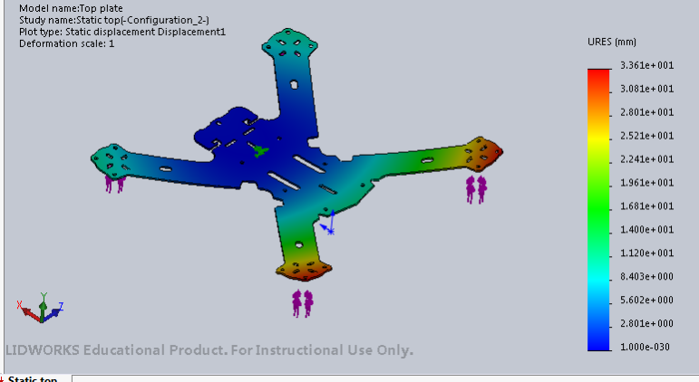 Model name:Top plate
Study name:Static top(-Configuration_2-)
Plot type: Static displacement Displacement1
Deformation scale: 1
URES (mm)
3.361e+001
3.081e+001
2.801e+001
2.521e+001
2.241e+001
1.961e+001
1.681e+001
1.400e+001
1.120e+001
8.403e+000
5.602e+000
2.801e+000
1.000e-030
Y
X
Z
LIDWORKS Educational Product. For Instructional Use Only.
Static top